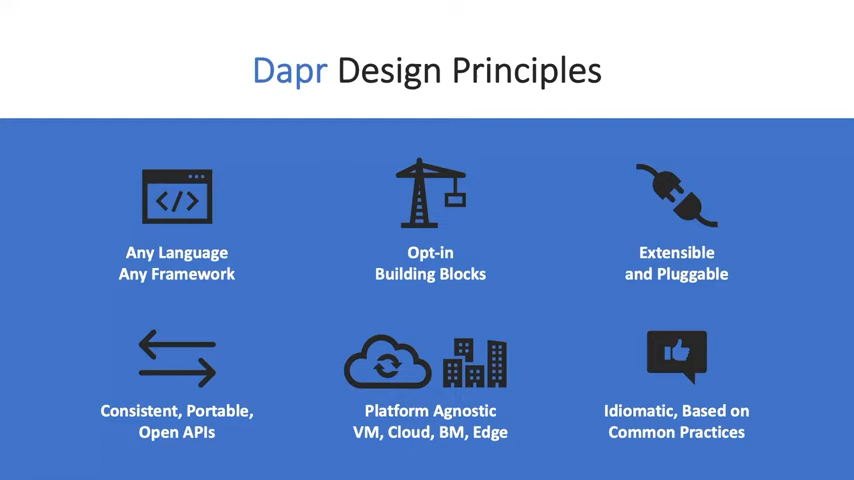 Dapr Design Principles
</>
Any Language
Any Framework
Opt-in
Building Blocks
Extensible
and Pluggable
Consistent, Portable,
Open APIs
Platform Agnostic
VM, Cloud, BM, Edge
Idiomatic, Based on
Common Practices